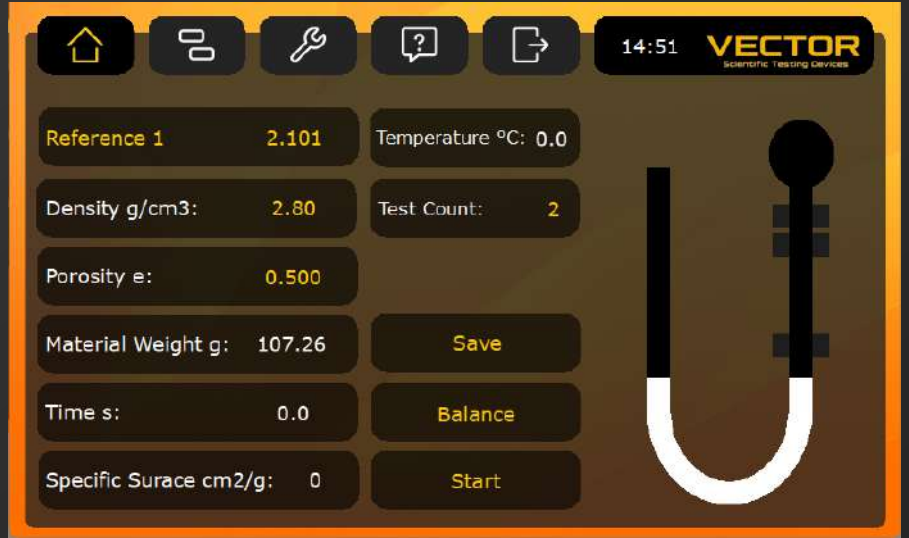 14:51 VECTOR
Scientific Testing Devices
Reference 1 2.101
Temperature ºC: 0.0
Density g/cm3: 2.80
Test Count: 2
Porosity e: 0.500
Material Weight g: 107.26
Save
Time s: 0.0
Balance
Specific Surace cm2/g: 0
Start